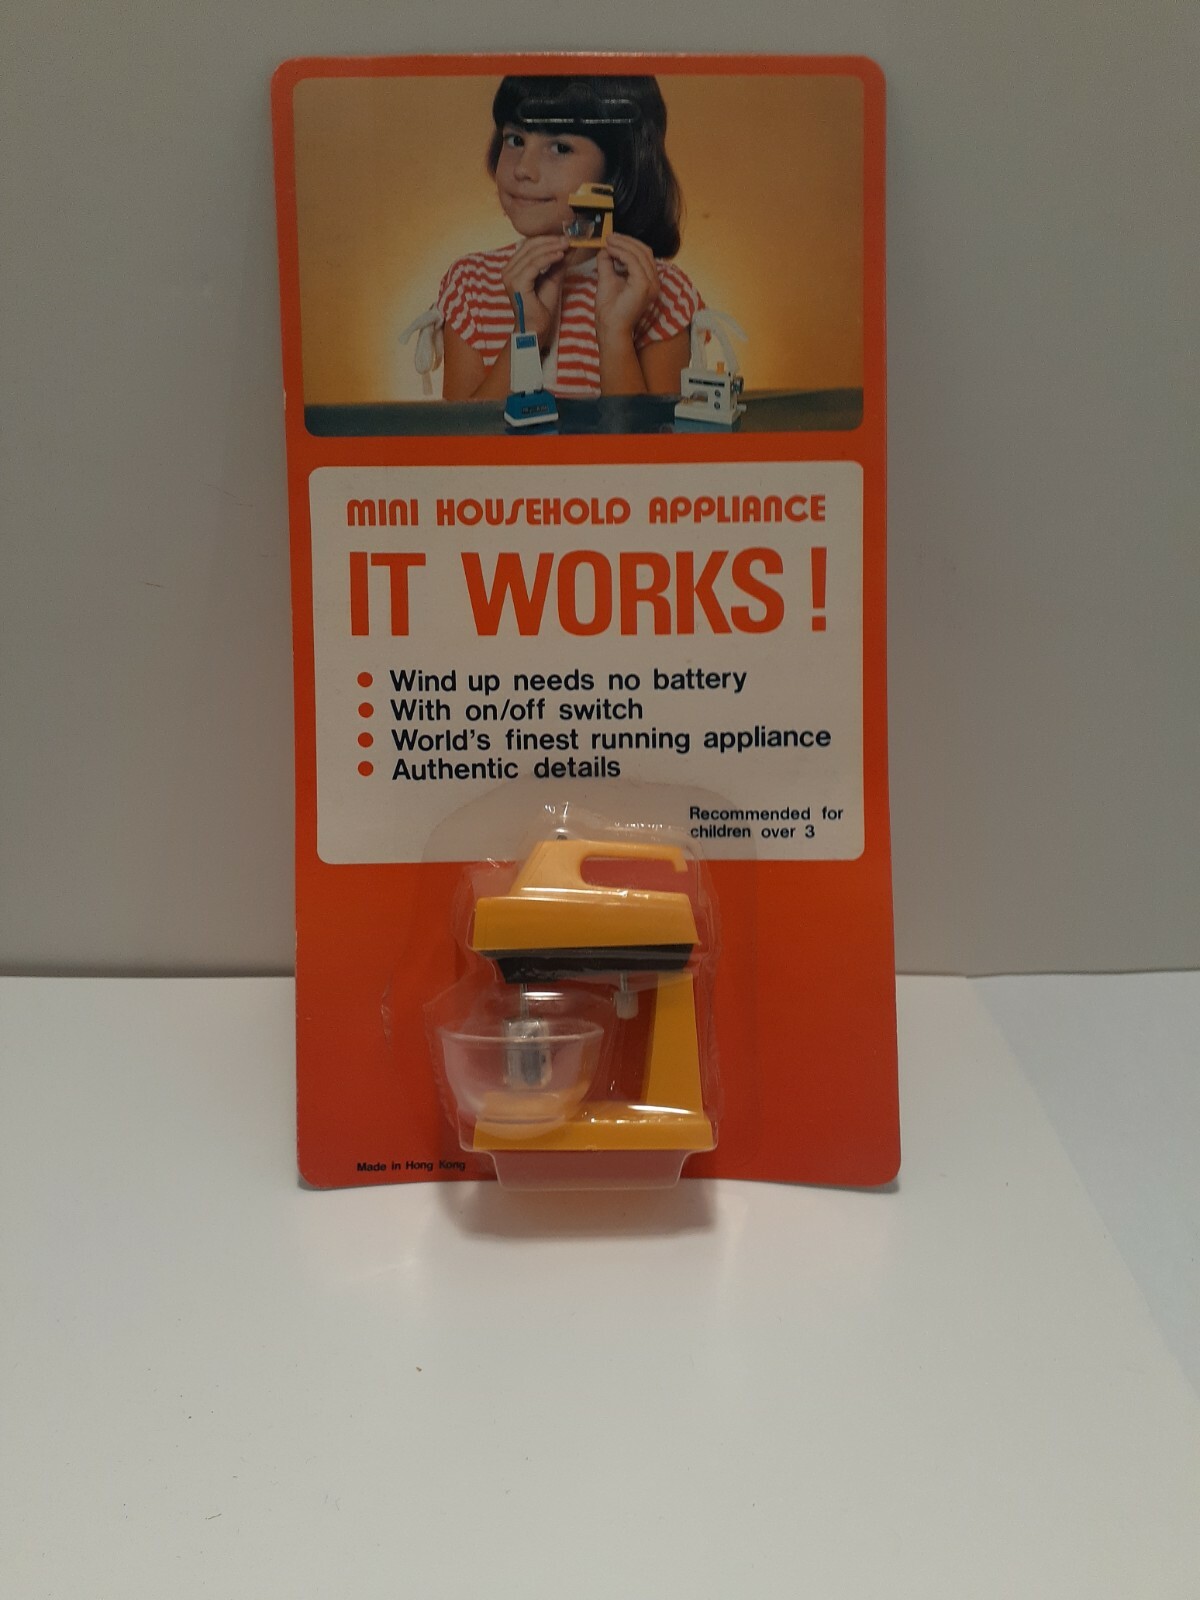 MINI HOUSEHOLD APPLIANCE
IT WORKS!
Wind up needs no battery
With on/off switch
World's finest running appliance
Authentic details
Recommended for
children over 3
Made in Hong Kong